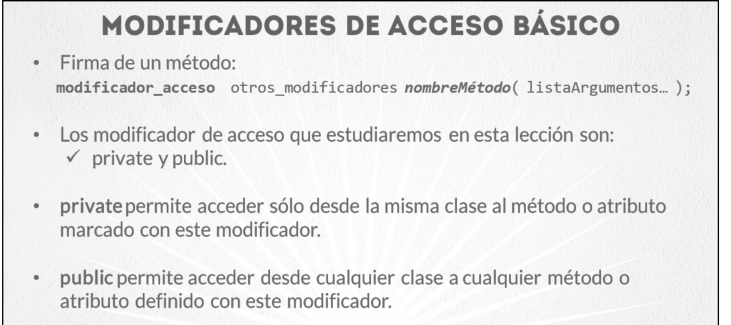 MODIFICADORES DE ACCESO BÁSICO
• Firma de un método:
modificador_acceso otros_modificadores nombreMétodo( listaArgumentos… );
• Los modificador de acceso que estudiaremos en esta lección son:
✓ private y public.
• private permite acceder sólo desde la misma clase al método o atributo
marcado con este modificador.
• public permite acceder desde cualquier clase a cualquier método o
atributo definido con este modificador.